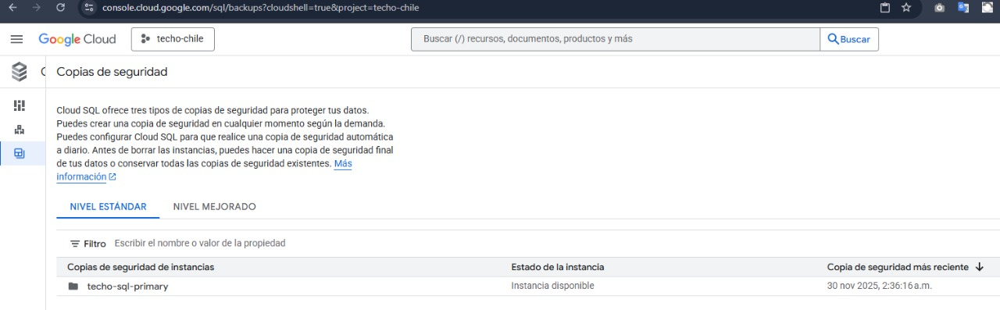 console.cloud.google.com/sql/backups?cloudshell=true&project=techo-chile
Google Cloud
techo-chile
Buscar (/) recursos, documentos, productos y más
Buscar
Copias de seguridad
Cloud SQL ofrece tres tipos de copias de seguridad para proteger tus datos.
Puedes crear una copia de seguridad en cualquier momento según la demanda.
Puedes configurar Cloud SQL para que realice una copia de seguridad automática
a diario. Antes de borrar las instancias, puedes hacer una copia de seguridad final
de tus datos o conservar todas las copias de seguridad existentes. Más
información
NIVEL ESTÁNDAR NIVEL MEJORADO
Filtro Escribir el nombre o valor de la propiedad
Copias de seguridad de instancias Estado de la instancia Copia de seguridad más reciente
techo-sql-primary Instancia disponible 30 nov 2025, 2:36:16 a.m.